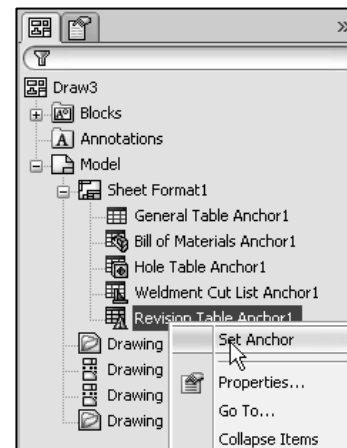 »
Draw3
Blocks
A Annotations
Model
Sheet Format1
General Table Anchor1
Bill of Materials Anchor1
Hole Table Anchor1
Weldment Cut List Anchor1
Revision Table Anchor1
Drawing
Set Anchor
Drawing
Properties...
Drawing
Go To...
Drawing
Collapse Items